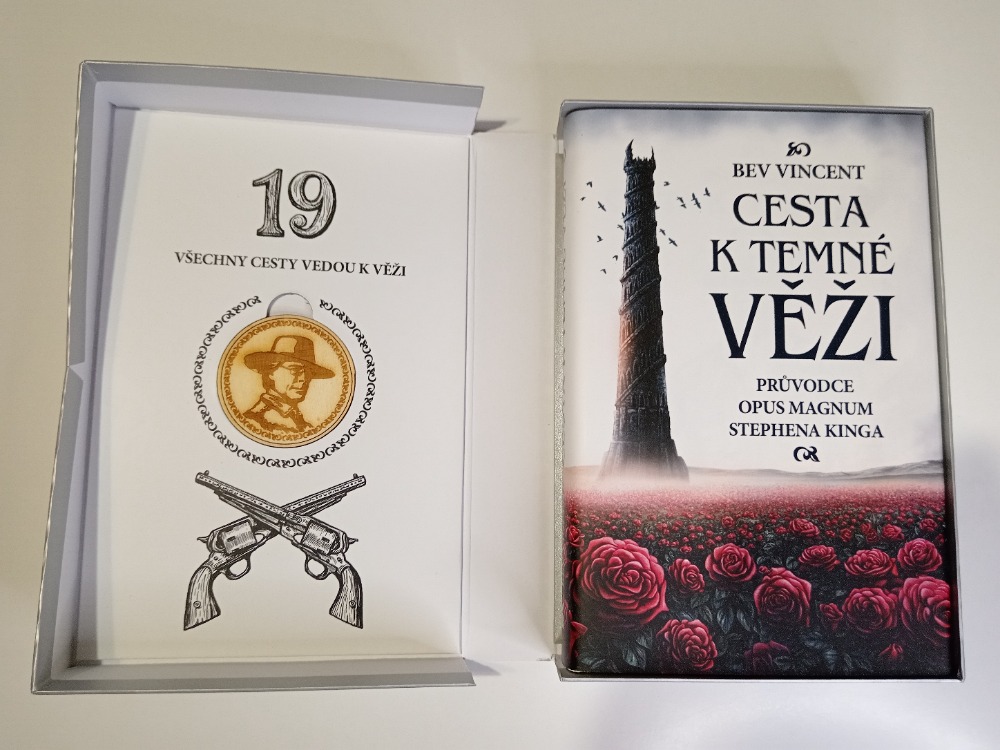 19
VŠECHNY CESTY VEDOU K VĚŽI
BEV VINCENT
CESTA
K TEMNÉ
VĚŽI
PRŮVODCE
OPUS MAGNUM
STEPHENA KINGA